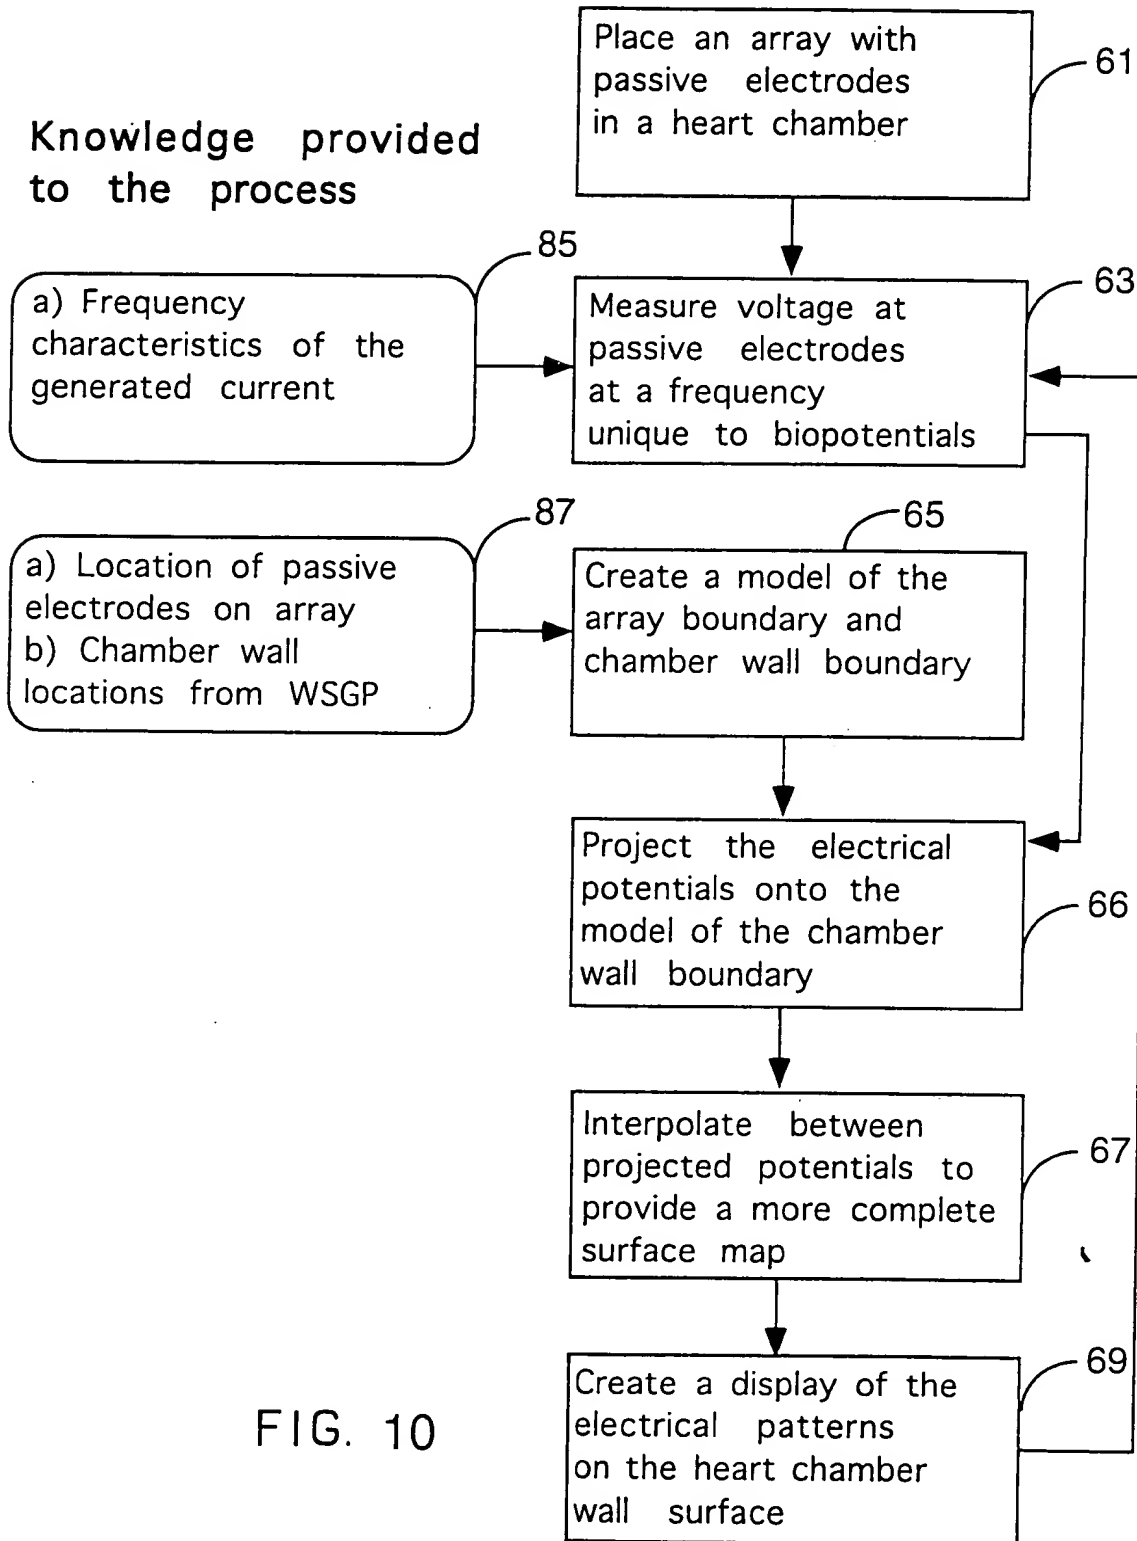 Place an array with
passive electrodes
in a heart chamber
61
Knowledge provided
to the process
85
a) Frequency
characteristics of the
generated current
63
Measure voltage at
passive electrodes
at a frequency
unique to biopotentials
87
a) Location of passive
electrodes on array
b) Chamber wall
locations from WSGP
65
Create a model of the
array boundary and
chamber wall boundary
Project the electrical
potentials onto the
model of the chamber
wall boundary
66
Interpolate between
projected potentials to
provide a more complete
surface map
67
Create a display of the
electrical patterns
on the heart chamber
wall surface
69
FIG. 10